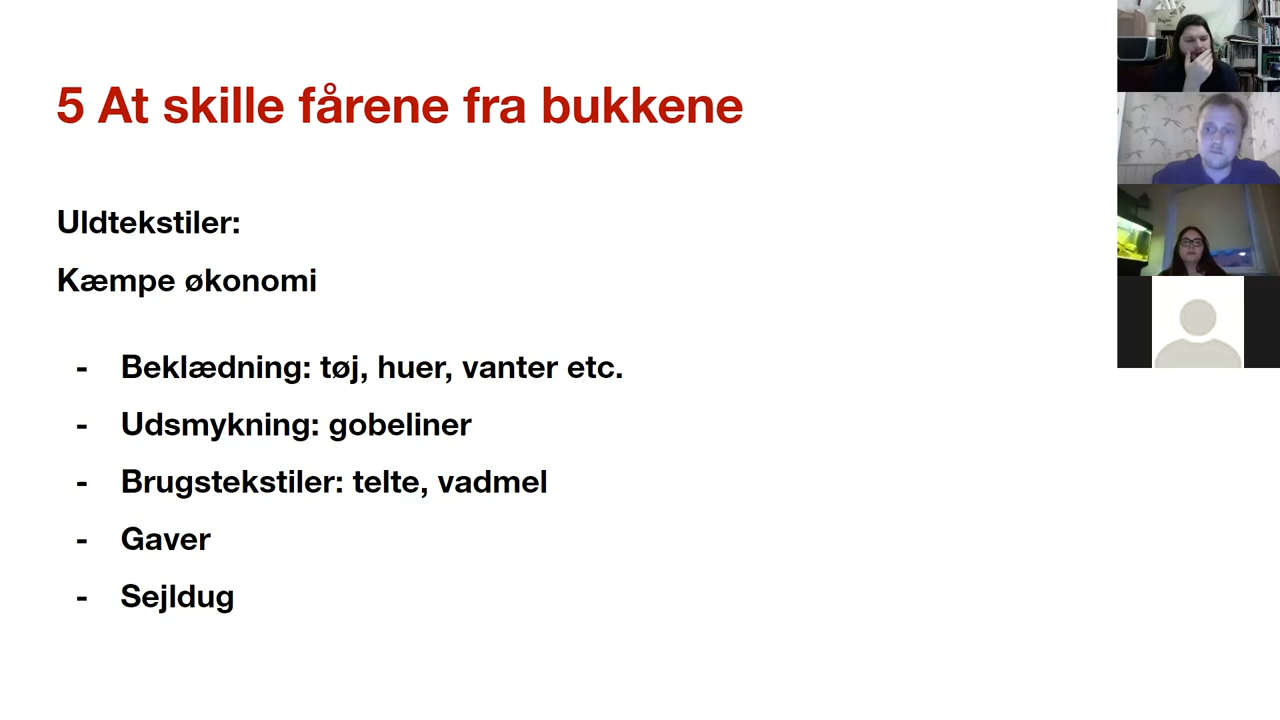 5 At skille fårene fra bukkene
Uldtekstiler:
Kæmpe økonomi
- Beklædning: tøj, huer, vanter etc.
- Udsmykning: gobeliner
- Brugstekstiler: telte, vadmel
- Gaver
- Sejldug